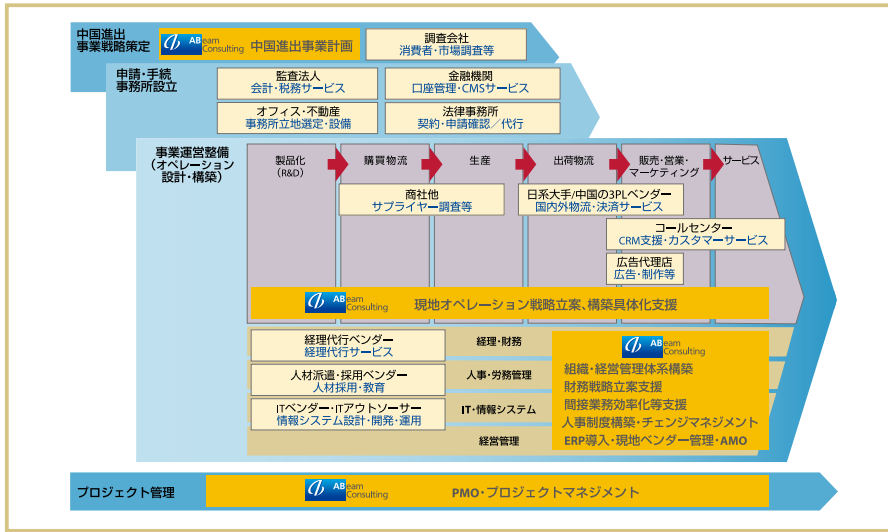 中国進出
事業戦略策定
ABeam
Consulting
中国進出事業計画
調査会社
消費者・市場調査等
申請・手続
事務所設立
監査法人
会計・税務サービス
金融機関
口座管理・CMSサービス
オフィス・不動産
事務所立地選定・設備
法律事務所
契約・申請確認／代行
事業運営整備
(オペレーション
設計・構築)
製品化
(R&D)
購買物流
生産
出荷物流
販売・営業・
マーケティング
サービス
商社他
サプライヤー調査等
日系大手/中国の3PLベンダー
国内外物流・決済サービス
コールセンター
CRM支援・カスタマーサービス
広告代理店
広告・制作等
ABeam
Consulting
現地オペレーション戦略立案、構築具体化支援
経理代行ベンダー
経理代行サービス
経理・財務
人材派遣・採用ベンダー
人材採用・教育
人事・労務管理
ITベンダー・ITアウトソーサー
情報システム設計・開発・運用
IT・情報システム
経営管理
ABeam
Consulting
組織・経営管理体系構築
財務戦略立案支援
間接業務効率化等支援
人事制度構築・チェンジマネジメント
ERP導入・現地ベンダー管理・AMO
プロジェクト管理
ABeam
Consulting
PMO・プロジェクトマネジメント